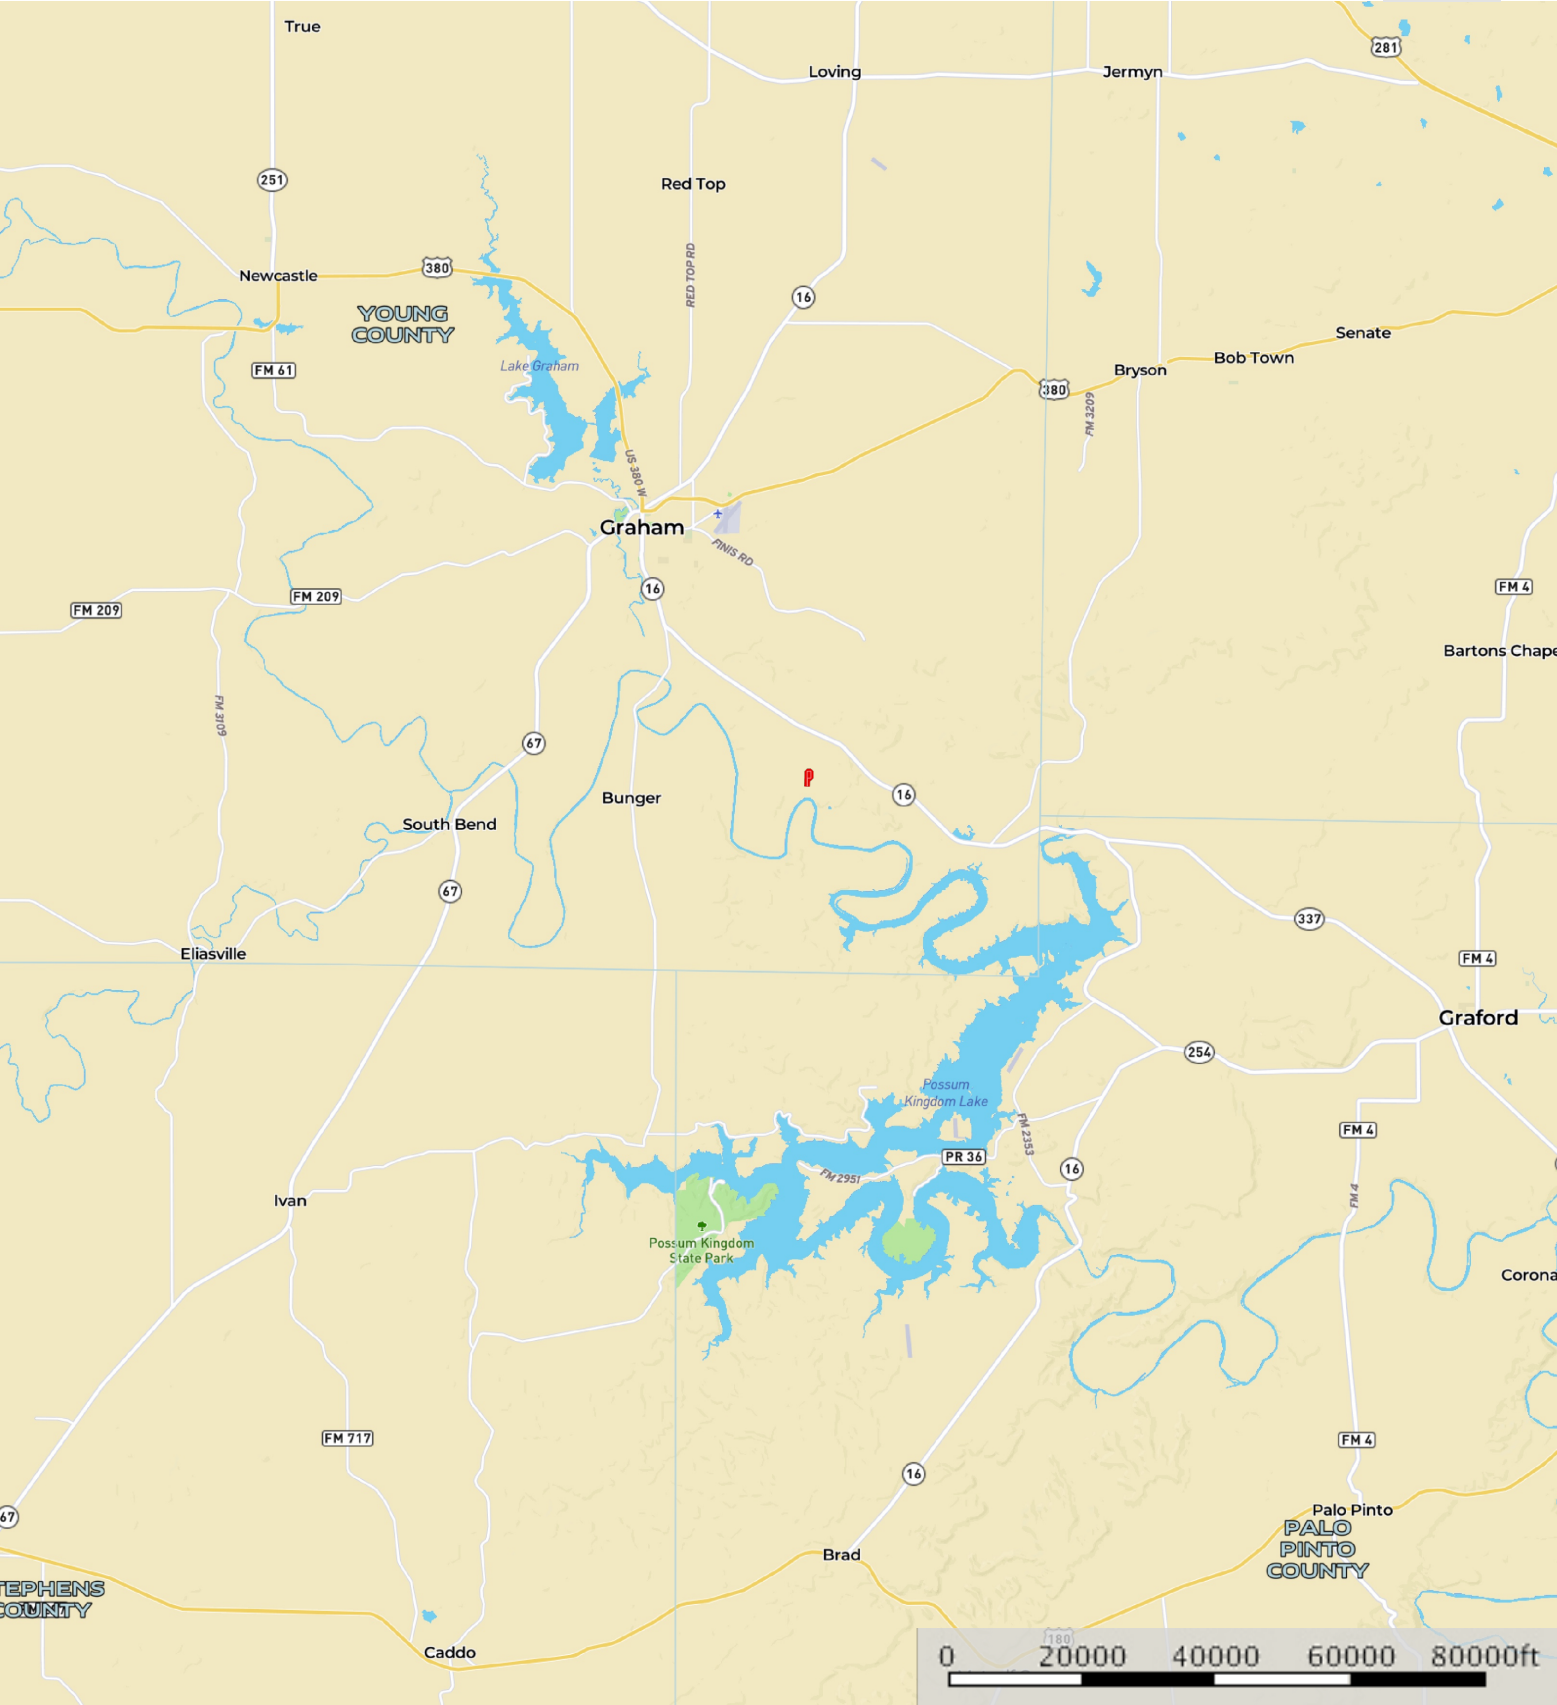 True
281
Loving
Jermyn
251
Red Top
RED TOP RD
Newcastle
380
16
YOUNG
COUNTY
Senate
Bob Town
Lake Graham
FM 61
Bryson
380
FM 3209
US 380 W
Graham
FINIS RD
16
FM 4
FM 209
FM 209
Bartons Chape
FM 3109
67
P
Bunger
16
South Bend
67
337
Eliasville
FM 4
Graford
254
Possum
Kingdom Lake
FM 2353
FM 4
PR 36
16
FM 2951
FM 4
Ivan
Possum Kingdom
State Park
Corona
FM 717
FM 4
16
67
Palo Pinto
PALO
PINTO
COUNTY
Brad
TEPHENS
COUNTY
Caddo
180
0 20000 40000 60000 80000ft